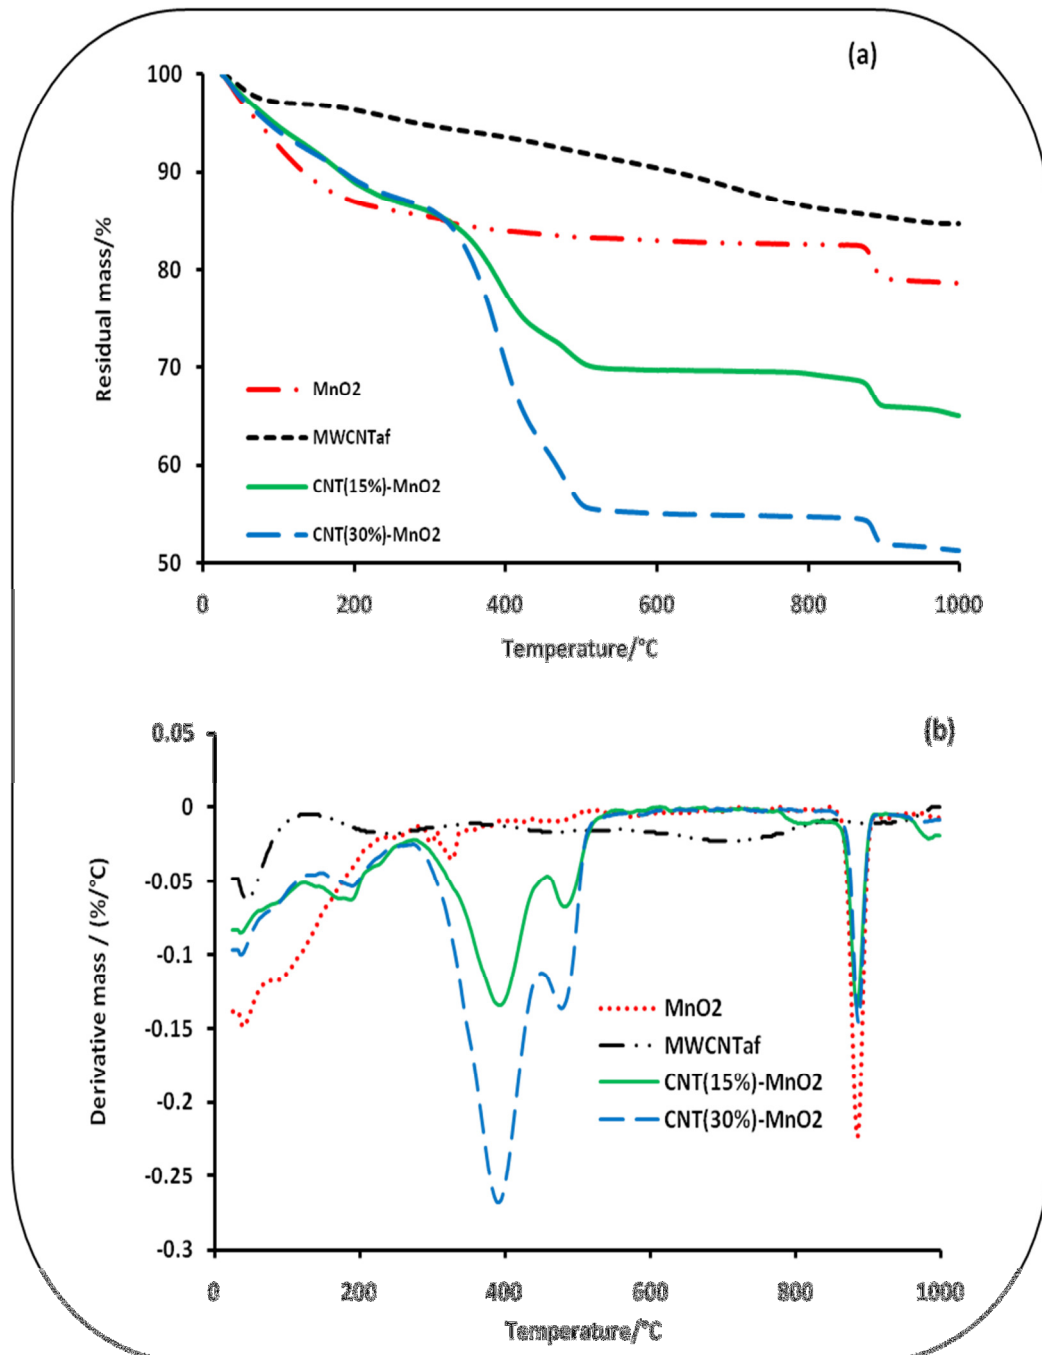 (a)
100
90
80
70
60
50
Residual mass/%
MnO2
MWCNTaf
CNT(15%)-MnO2
CNT(30%)-MnO2
0 200 400 600 800 1000
Temperature/°C
(b)
0.05
0
-0.05
-0.1
-0.15
-0.2
-0.25
-0.3
Derivative mass / (%/°C)
MnO2
MWCNTaf
CNT(15%)-MnO2
CNT(30%)-MnO2
0 200 400 600 800 1000
Temperature/°C